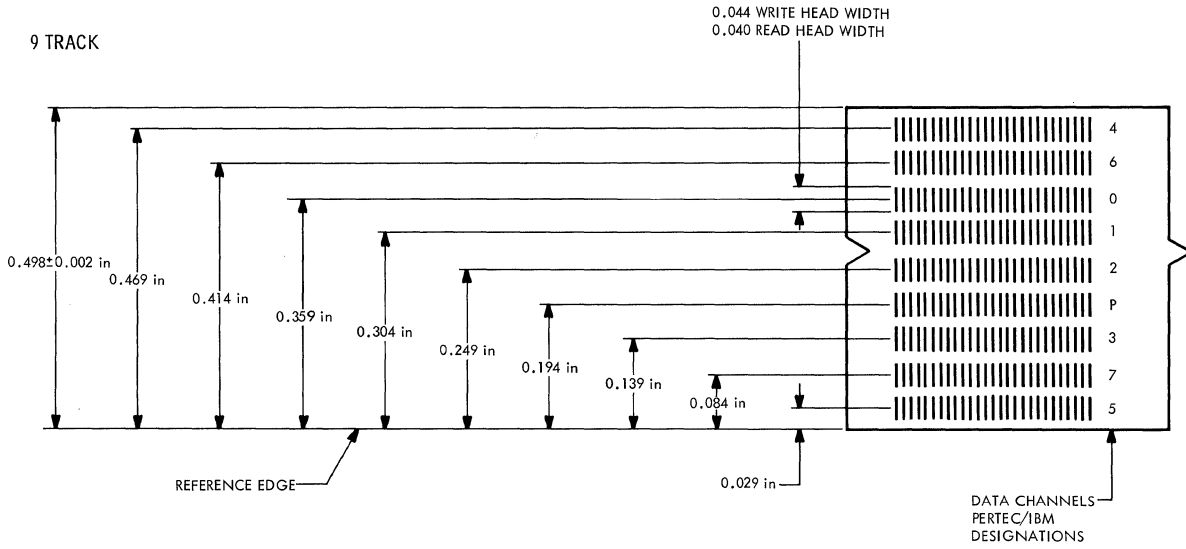 0.044 WRITE HEAD WIDTH
0.040 READ HEAD WIDTH
9 TRACK
4
6
0
1
2
P
3
7
5
0.498±0.002 in
0.469 in
0.414 in
0.359 in
0.304 in
0.249 in
0.194 in
0.139 in
0.084 in
0.029 in
REFERENCE EDGE
DATA CHANNELS
PERTEC/IBM
DESIGNATIONS